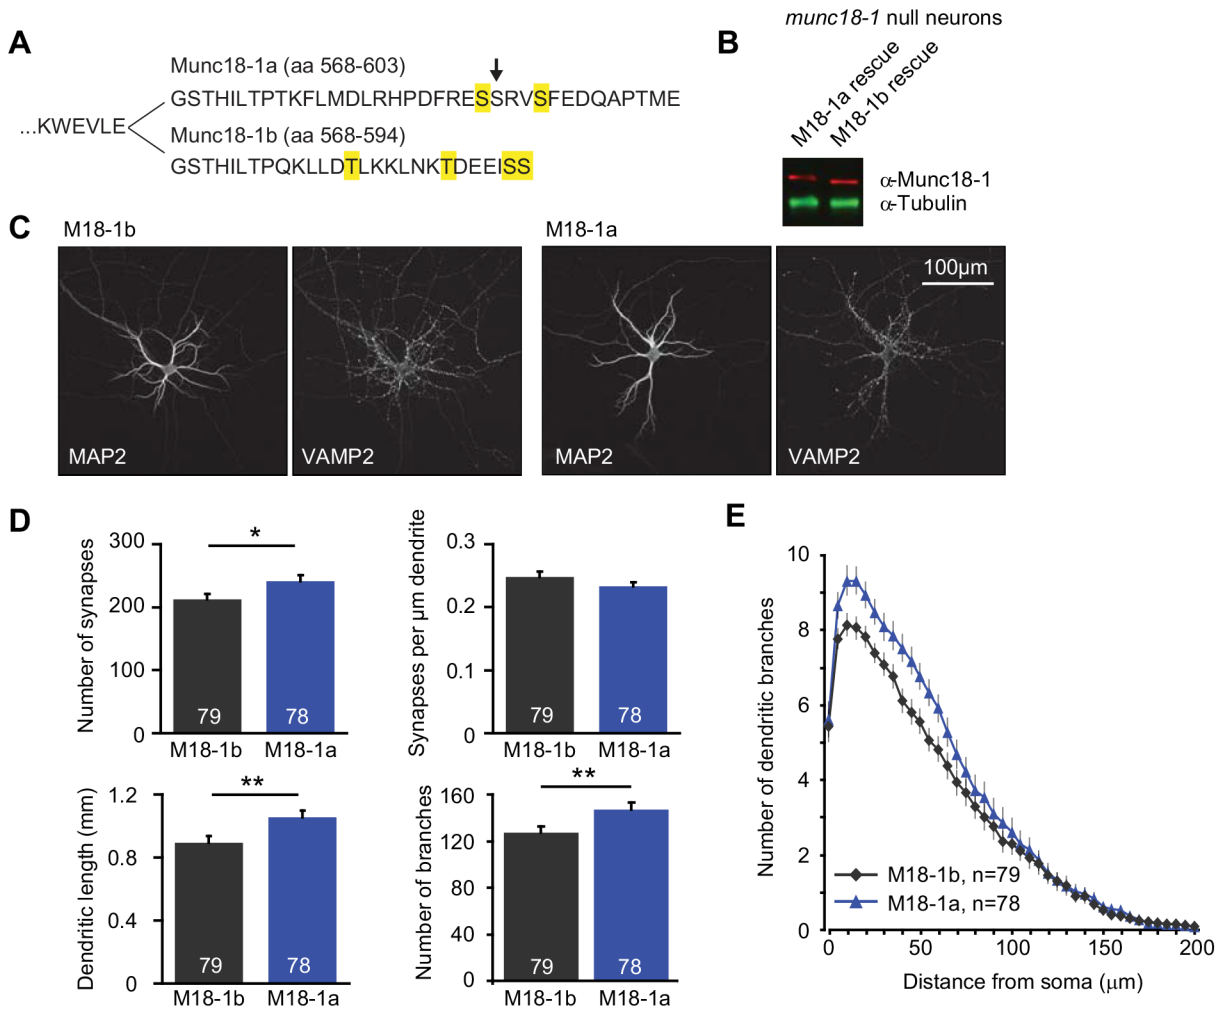 A
Munc18-1a (aa 568-603)
GSTHILTPTKFLMDLRHPDFRESSRVSFEDQAPTME
...KWEVLE
Munc18-1b (aa 568-594)
GSTHILTPQKLLDTLKKLNKTDEEISS
B
munc18-1 null neurons
M18-1a rescue
M18-1b rescue
α-Munc18-1
α-Tubulin
C
M18-1b
M18-1a
100µm
MAP2
VAMP2
MAP2
VAMP2
D
Number of synapses
300
200
100
0
*
79
78
M18-1b
M18-1a
Synapses per µm dendrite
0.3
0.2
0.1
0
79
78
M18-1b
M18-1a
Dendritic length (mm)
1.2
0.8
0.4
0
**
79
78
M18-1b
M18-1a
Number of branches
160
120
80
40
0
**
79
78
M18-1b
M18-1a
E
Number of dendritic branches
10
8
6
4
2
0
M18-1b, n=79
M18-1a, n=78
0 50 100 150 200
Distance from soma (µm)